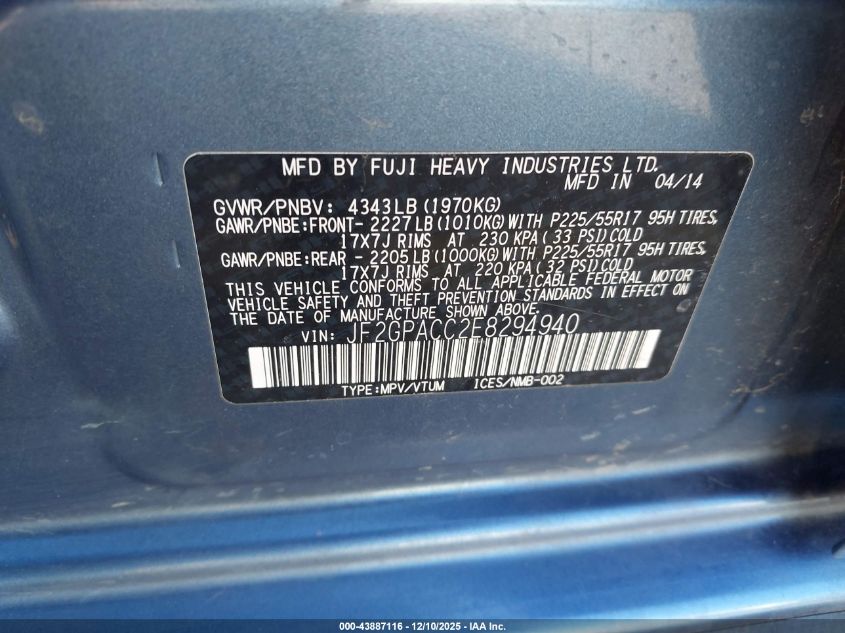 MFD BY FUJI HEAVY INDUSTRIES LTD.
MFD IN 04/14
GVWR/PNBV: 4343LB(1970KG)
GAWR/PNBE:FRONT- 2227LB(1010KG)WITH P225/55R17 95H TIRES,
17X7J RIMS AT 230 KPA(33 PSI)COLD
GAWR/PNBE:REAR - 2205LB(1000KG)WITH P225/55R17 95H TIRES,
17X7J RIMS AT 220 KPA(32 PSI)COLD
THIS VEHICLE CONFORMS TO ALL APPLICABLE FEDERAL MOTOR
VEHICLE SAFETY AND THEFT PREVENTION STANDARDS IN EFFECT ON
THE DATE OF MANUFACTURE SHOWN ABOVE.
VIN: JF2GPACC2E8294940
TYPE:MPV/VTUM ICES/NMB-002
000-43887116 - 12/10/2025 - IAA Inc.